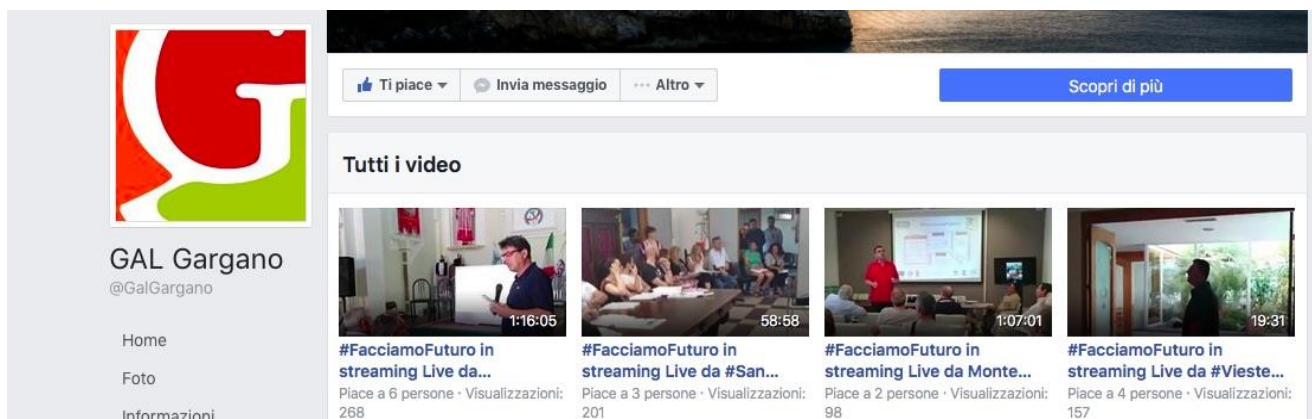 G
Ti piace
Invia messaggio
Altro
Scopri di più
Tutti i video
GAL Gargano
@GalGargano
Home
Foto
Informazioni
1:16:05
#FacciamoFuturo in
streaming Live da...
Piace a 6 persone · Visualizzazioni:
268
58:58
#FacciamoFuturo in
streaming Live da #San...
Piace a 3 persone · Visualizzazioni:
201
1:07:01
#FacciamoFuturo in
streaming Live da Monte...
Piace a 2 persone · Visualizzazioni:
98
19:31
#FacciamoFuturo in
streaming Live da #Vieste...
Piace a 4 persone · Visualizzazioni:
157